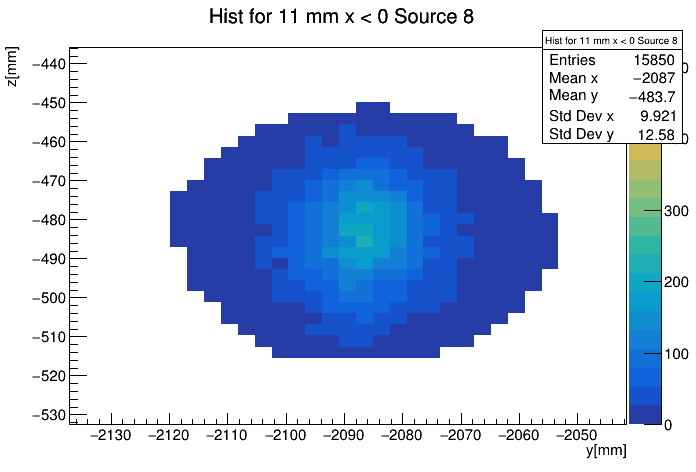 Hist for 11 mm x < 0 Source 8
z[mm]
Hist for 11 mm x < 0 Source 8
Entries 15850
Mean x −2087
Mean y −483.7
Std Dev x 9.921
Std Dev y 12.58
−440
−450
−460
−470
−480
−490
−500
−510
−520
−530
0
0
300
200
100
0
−2130 −2120 −2110 −2100 −2090 −2080 −2070 −2060 −2050
y[mm]